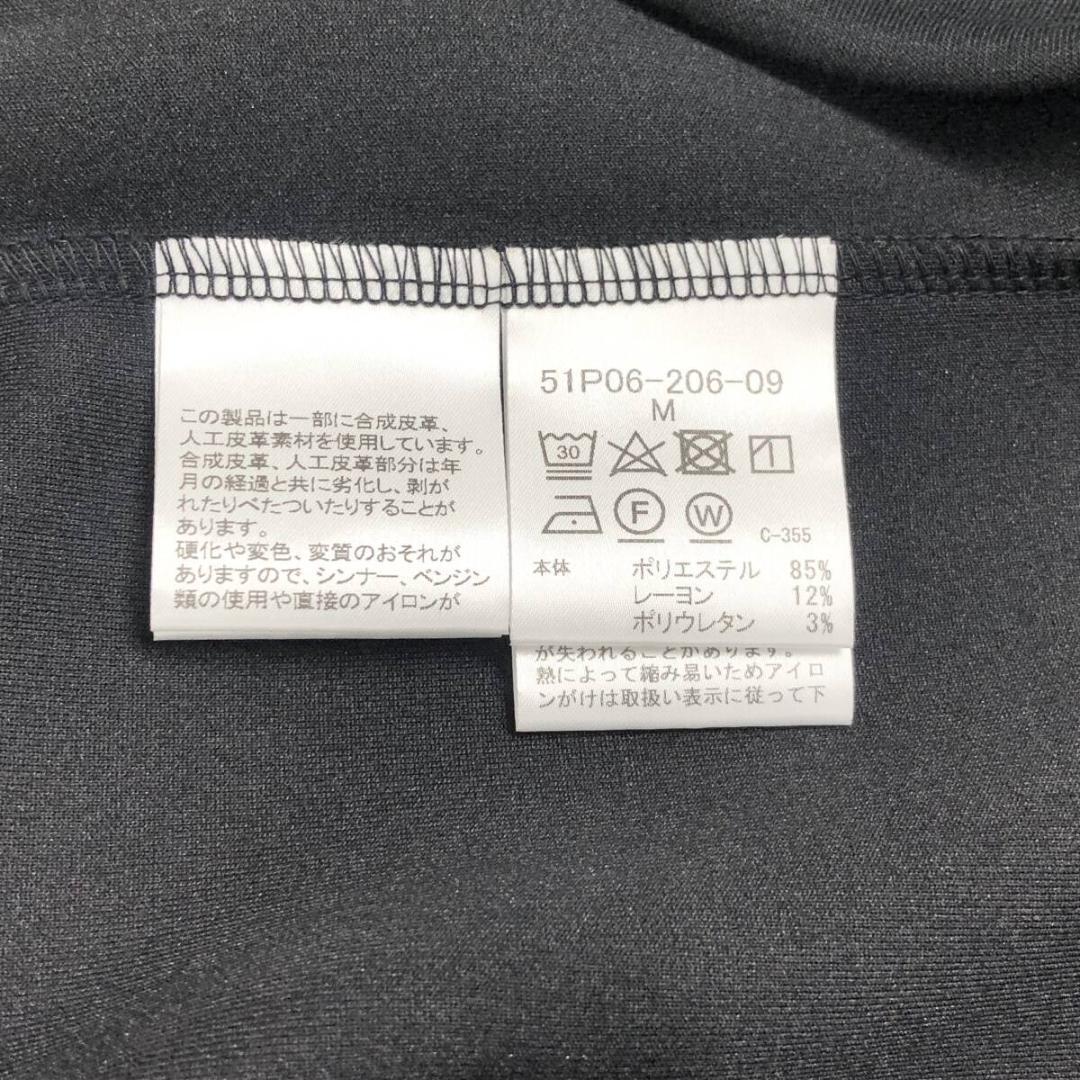 この製品は一部に合成皮革、
人工皮革素材を使用しています。
合成皮革、人工皮革部分は年
月の経過と共に劣化し、剥が
れたりべたついたりすることが
あります。
硬化や変色、変質のおそれが
ありますので、シンナー、ベンジン
類の使用や直接のアイロンが
51P06-206-09
M
30
F
W
C-355
本体 ポリエステル 85%
レーヨン 12%
ポリウレタン 3%
が失われることがあります。
熱によって縮み易いためアイロ
ンがけは取扱い表示に従って下